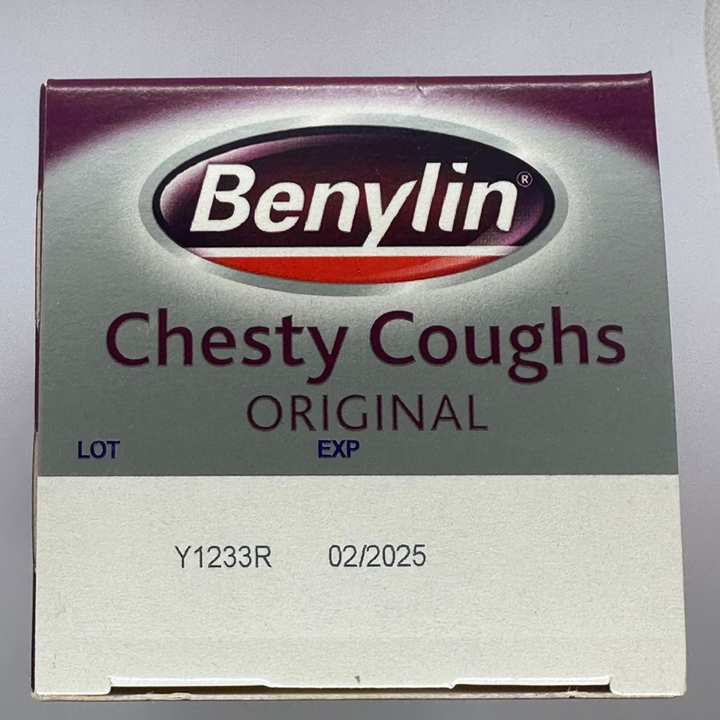 Benylin®
Chesty Coughs
ORIGINAL
LOT EXP
Y1233R 02/2025